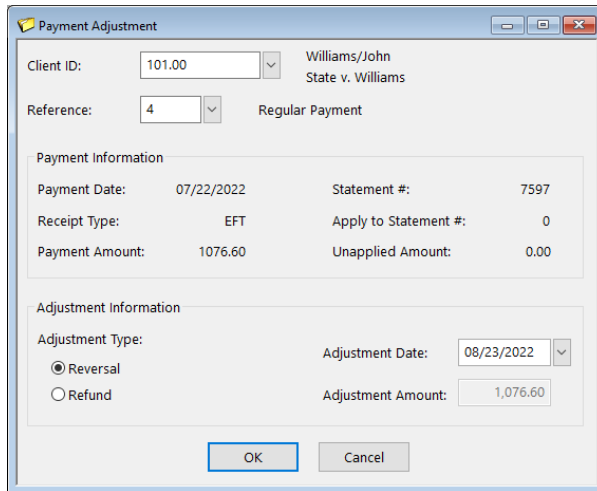 Payment Adjustment
Client ID: 101.00 Williams/John
State v. Williams
Reference: 4 Regular Payment
Payment Information
Payment Date: 07/22/2022 Statement #: 7597
Receipt Type: EFT Apply to Statement #: 0
Payment Amount: 1076.60 Unapplied Amount: 0.00
Adjustment Information
Adjustment Type:
Adjustment Date: 08/23/2022
Reversal
Refund Adjustment Amount: 1,076.60
OK Cancel